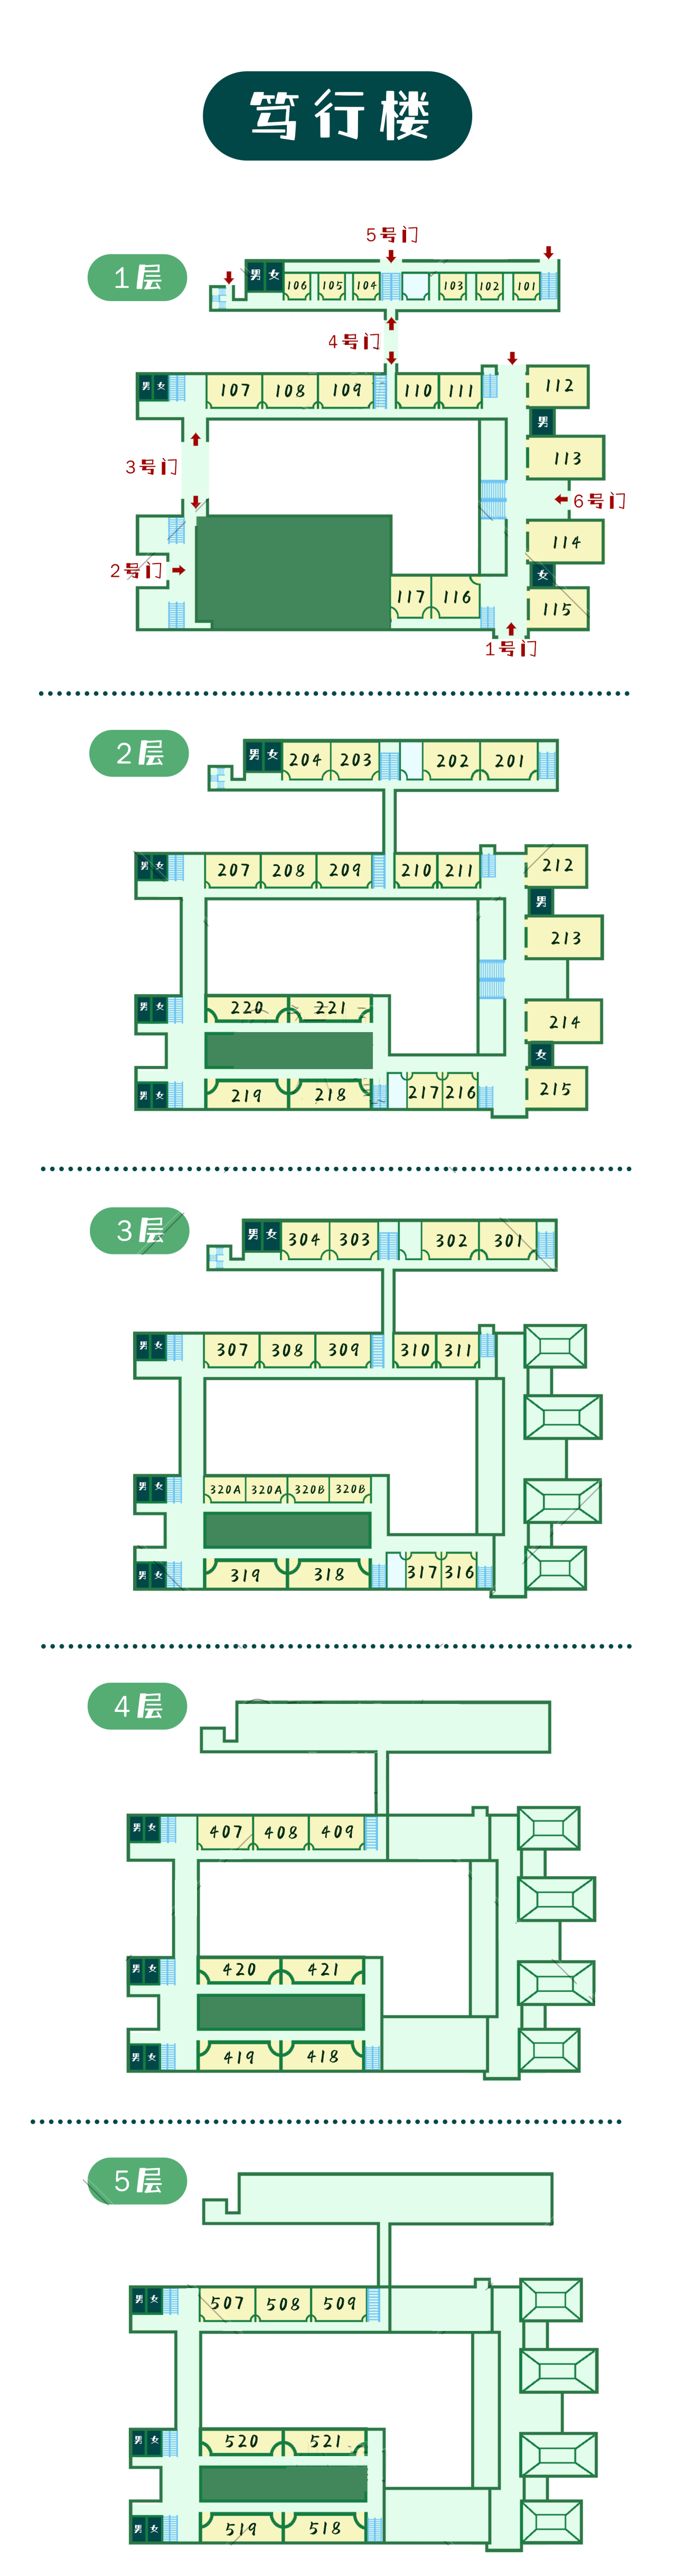 笃行楼
5号门
1层
男 女 106 105 104 103 102 101
4号门
男 女 107 108 109 110 111 112
男
3号门 113
6号门
114
2号门 女
117 116 115
1号门
2层
男 女 204 203 202 201
男 女 207 208 209 210 211 212
男
213
男 女 220 221 214
女
男 女 219 218 217 216 215
3层
男 女 304 303 302 301
男 女 307 308 309 310 311
男 女 320A 320A 320B 320B
男 女 319 318 317 316
4层
男 女 407 408 409
男 女 420 421
男 女 419 418
5层
男 女 507 508 509
男 女 520 521
男 女 519 518